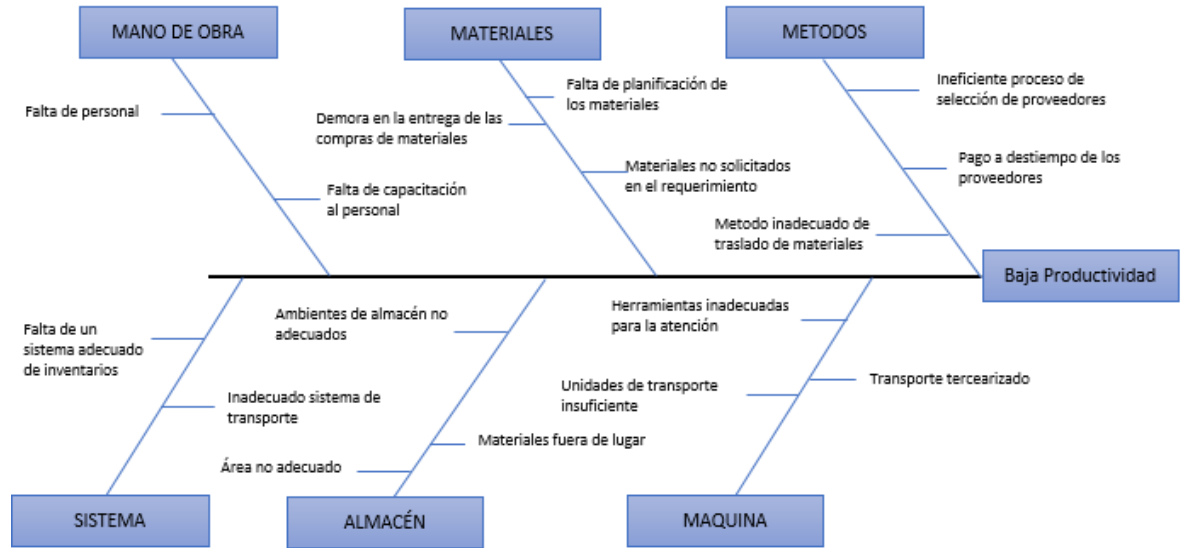 MANO DE OBRA
MATERIALES
METODOS
Falta de personal
Falta de capacitación
al personal
Falta de planificación de
los materiales
Demora en la entrega de las
compras de materiales
Materiales no solicitados
en el requerimiento
Ineficiente proceso de
selección de proveedores
Pago a destiempo de los
proveedores
Metodo inadecuado de
traslado de materiales
Baja Productividad
Falta de un
sistema adecuado
de inventarios
Inadecuado sistema de
transporte
Ambientes de almacén no
adecuados
Materiales fuera de lugar
Área no adecuado
Herramientas inadecuadas
para la atención
Unidades de transporte
insuficiente
Transporte tercearizado
SISTEMA
ALMACÉN
MAQUINA